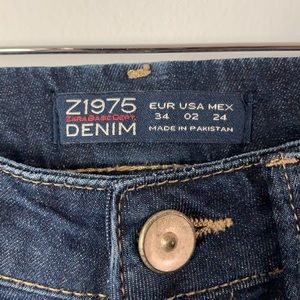 Z1975
ZARA BASIC DEPT.
DENIM
EUR USA MEX
34 02 24
MADE IN PAKISTAN